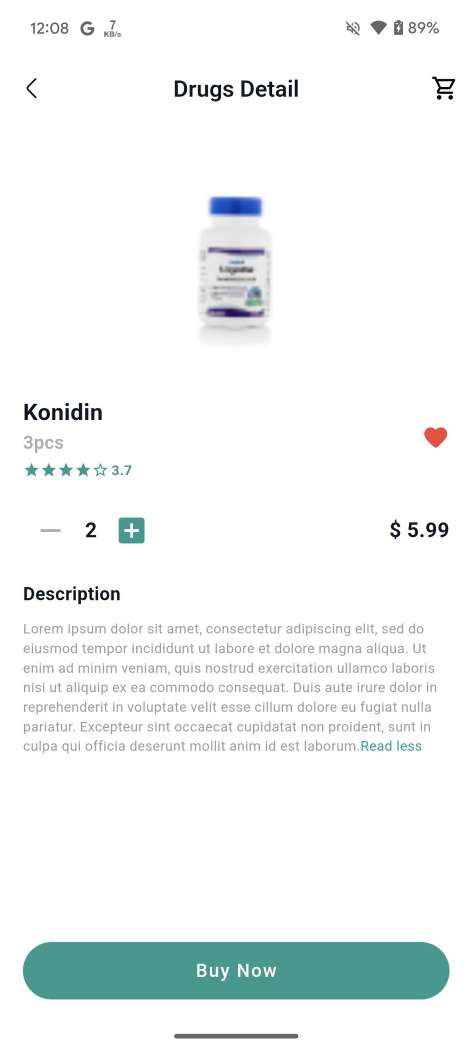 12:08 G 7 KB/s 89%
Drugs Detail
Konidin
3pcs
3.7
2 $ 5.99
Description
Lorem ipsum dolor sit amet, consectetur adipiscing elit, sed do
eiusmod tempor incididunt ut labore et dolore magna aliqua. Ut
enim ad minim veniam, quis nostrud exercitation ullamco laboris
nisi ut aliquip ex ea commodo consequat. Duis aute irure dolor in
reprehenderit in voluptate velit esse cillum dolore eu fugiat nulla
pariatur. Excepteur sint occaecat cupidatat non proident, sunt in
culpa qui officia deserunt mollit anim id est laborum.Read less
Buy Now